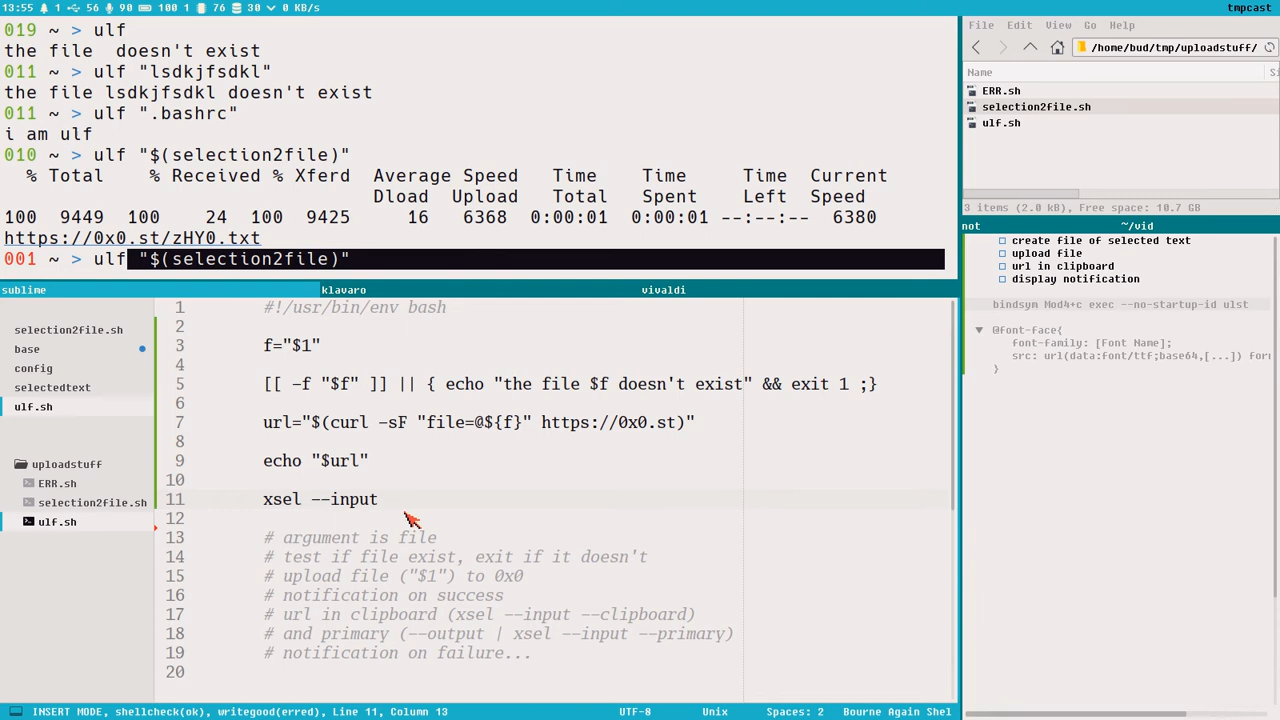 13:55 1 56 90 100 1 76 30 0 KB/s
tmpcast
019 ~ > ulf
the file  doesn't exist
011 ~ > ulf "lsdkjfsdkl"
the file lsdkjfsdkl doesn't exist
011 ~ > ulf ".bashrc"
i am ulf
010 ~ > ulf "$(selection2file)"
% Total % Received % Xferd Average Speed Time Time Time Current
Dload Upload Total Spent Left Speed
100 9449 100 24 100 9425 16 6368 0:00:01 0:00:01 --:--:-- 6380
https://0x0.st/zHY0.txt
001 ~ > ulf "$(selection2file)"
File Edit View Go Help
/home/bud/tmp/uploadstuff/
Name
ERR.sh
selection2file.sh
ulf.sh
3 items (2.0 kB), Free space: 10.7 GB
not ~/vid
create file of selected text
upload file
url in clipboard
display notification
bindsym Mod4+c exec --no-startup-id ulst
@font-face{
font-family: [Font Name];
src: url(data:font/ttf;base64,[...]) for
}
sublime klavaro vivaldi
selection2file.sh
base
config
selectedtext
ulf.sh
uploadstuff
ERR.sh
selection2file.sh
ulf.sh
1 #!/usr/bin/env bash
2
3 f="$1"
4
5 [[ -f "$f" ]] || { echo "the file $f doesn't exist" && exit 1 ;}
6
7 url="$(curl -sF "file=@${f}" https://0x0.st)"
8
9 echo "$url"
10
11 xsel --input
12
13 # argument is file
14 # test if file exist, exit if it doesn't
15 # upload file ("$1") to 0x0
16 # notification on success
17 # url in clipboard (xsel --input --clipboard)
18 # and primary (--output | xsel --input --primary)
19 # notification on failure...
20
INSERT MODE, shellcheck(ok), writegood(erred), Line 11, Column 13 UTF-8 Unix Spaces: 2 Bourne Again Shel